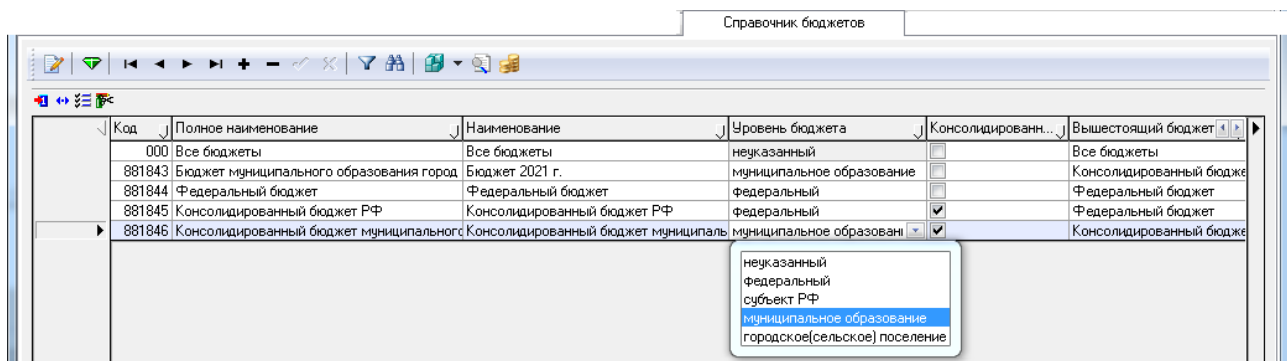 Справочник бюджетов
Код Полное наименование Наименование Уровень бюджета Консолидированн... Вышестоящий бюджет
000 Все бюджеты Все бюджеты неуказанный Все бюджеты
881843 Бюджет муниципального образования город Бюджет 2021 г. муниципальное образование Консолидированный бюдже
881844 Федеральный бюджет Федеральный бюджет федеральный Федеральный бюджет
881845 Консолидированный бюджет РФ Консолидированный бюджет РФ федеральный Федеральный бюджет
881846 Консолидированный бюджет муниципального Консолидированный бюджет муниципаль муниципальное образовани Консолидированный бюдже
неуказанный
федеральный
субъект РФ
муниципальное образование
городское(сельское) поселение